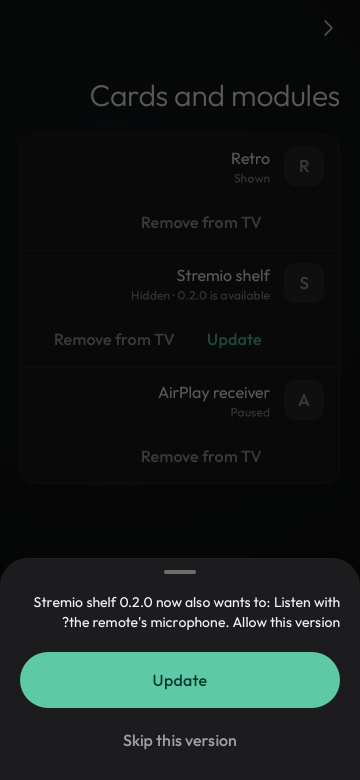 Cards and modules
R
Retro
Shown
Remove from TV
S
Stremio shelf
Hidden · 0.2.0 is available
Update
Remove from TV
A
AirPlay receiver
Paused
Remove from TV
Stremio shelf 0.2.0 now also wants to: Listen with
the remote's microphone. Allow this version?
Update
Skip this version